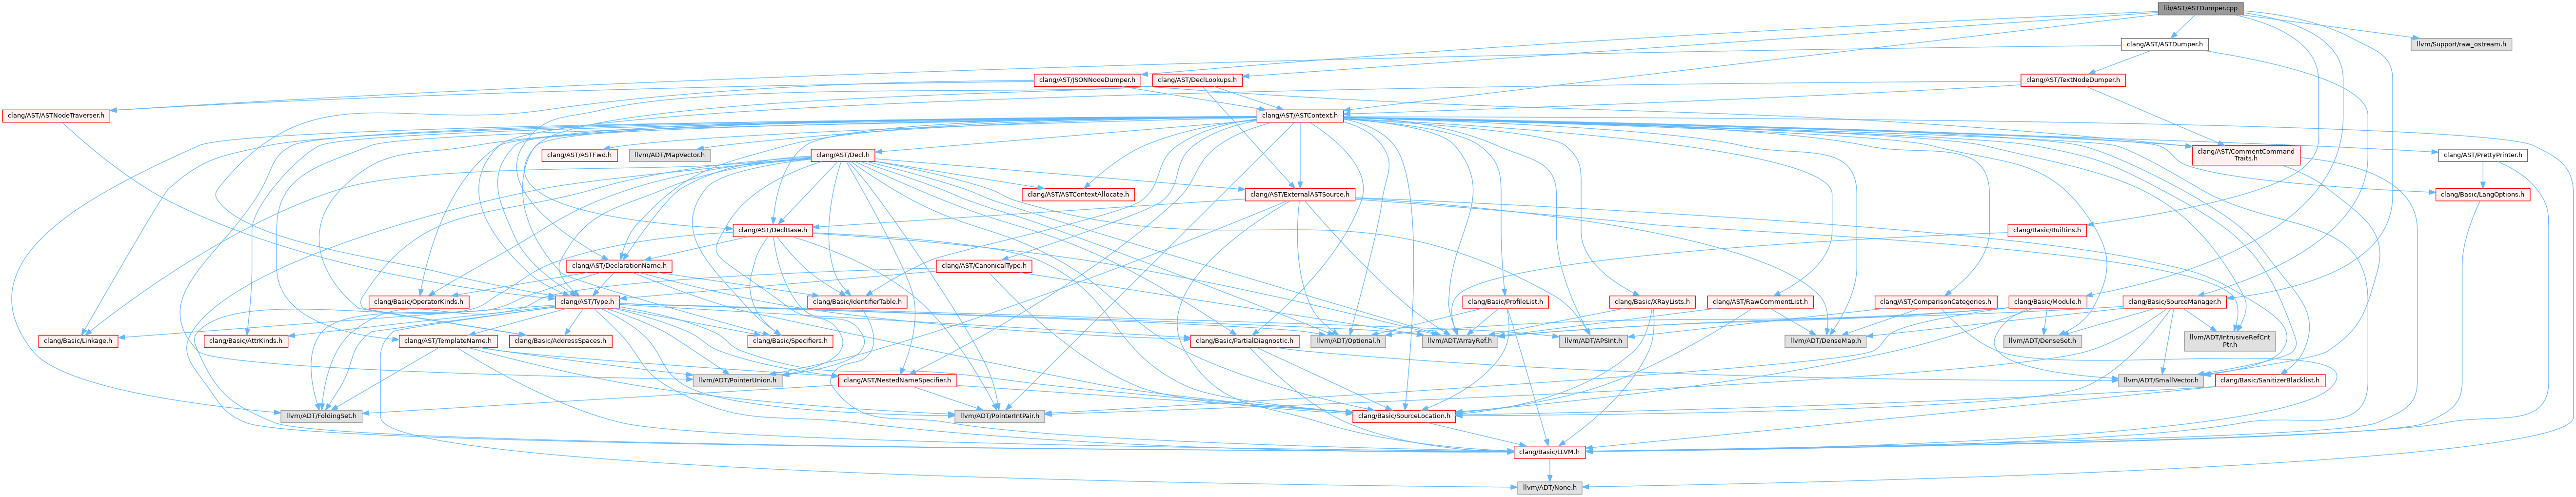 lib/AST/ASTDumper.cpp
clang/AST/ASTDumper.h
llvm/Support/raw_ostream.h
clang/AST/JSONNodeDumper.h
clang/AST/DeclLookups.h
clang/AST/TextNodeDumper.h
clang/AST/ASTNodeTraverser.h
clang/AST/ASTContext.h
clang/AST/ASTFwd.h
llvm/ADT/MapVector.h
clang/AST/Decl.h
clang/AST/CommentCommand
Traits.h
clang/AST/PrettyPrinter.h
clang/AST/ASTContextAllocate.h
clang/AST/ExternalASTSource.h
clang/Basic/LangOptions.h
clang/AST/DeclBase.h
clang/Basic/Builtins.h
clang/AST/DeclarationName.h
clang/AST/CanonicalType.h
clang/Basic/OperatorKinds.h
clang/AST/Type.h
clang/Basic/IdentifierTable.h
clang/Basic/ProfileList.h
clang/Basic/XRayLists.h
clang/AST/RawCommentList.h
clang/AST/ComparisonCategories.h
clang/Basic/Module.h
clang/Basic/SourceManager.h
clang/Basic/Linkage.h
clang/Basic/AttrKinds.h
clang/AST/TemplateName.h
clang/Basic/AddressSpaces.h
clang/Basic/Specifiers.h
clang/Basic/PartialDiagnostic.h
llvm/ADT/Optional.h
llvm/ADT/ArrayRef.h
llvm/ADT/APSInt.h
llvm/ADT/DenseMap.h
llvm/ADT/DenseSet.h
llvm/ADT/IntrusiveRefCnt
Ptr.h
llvm/ADT/PointerUnion.h
clang/AST/NestedNameSpecifier.h
llvm/ADT/SmallVector.h
clang/Basic/SanitizerBlacklist.h
llvm/ADT/FoldingSet.h
llvm/ADT/PointerIntPair.h
clang/Basic/SourceLocation.h
clang/Basic/LLVM.h
llvm/ADT/None.h